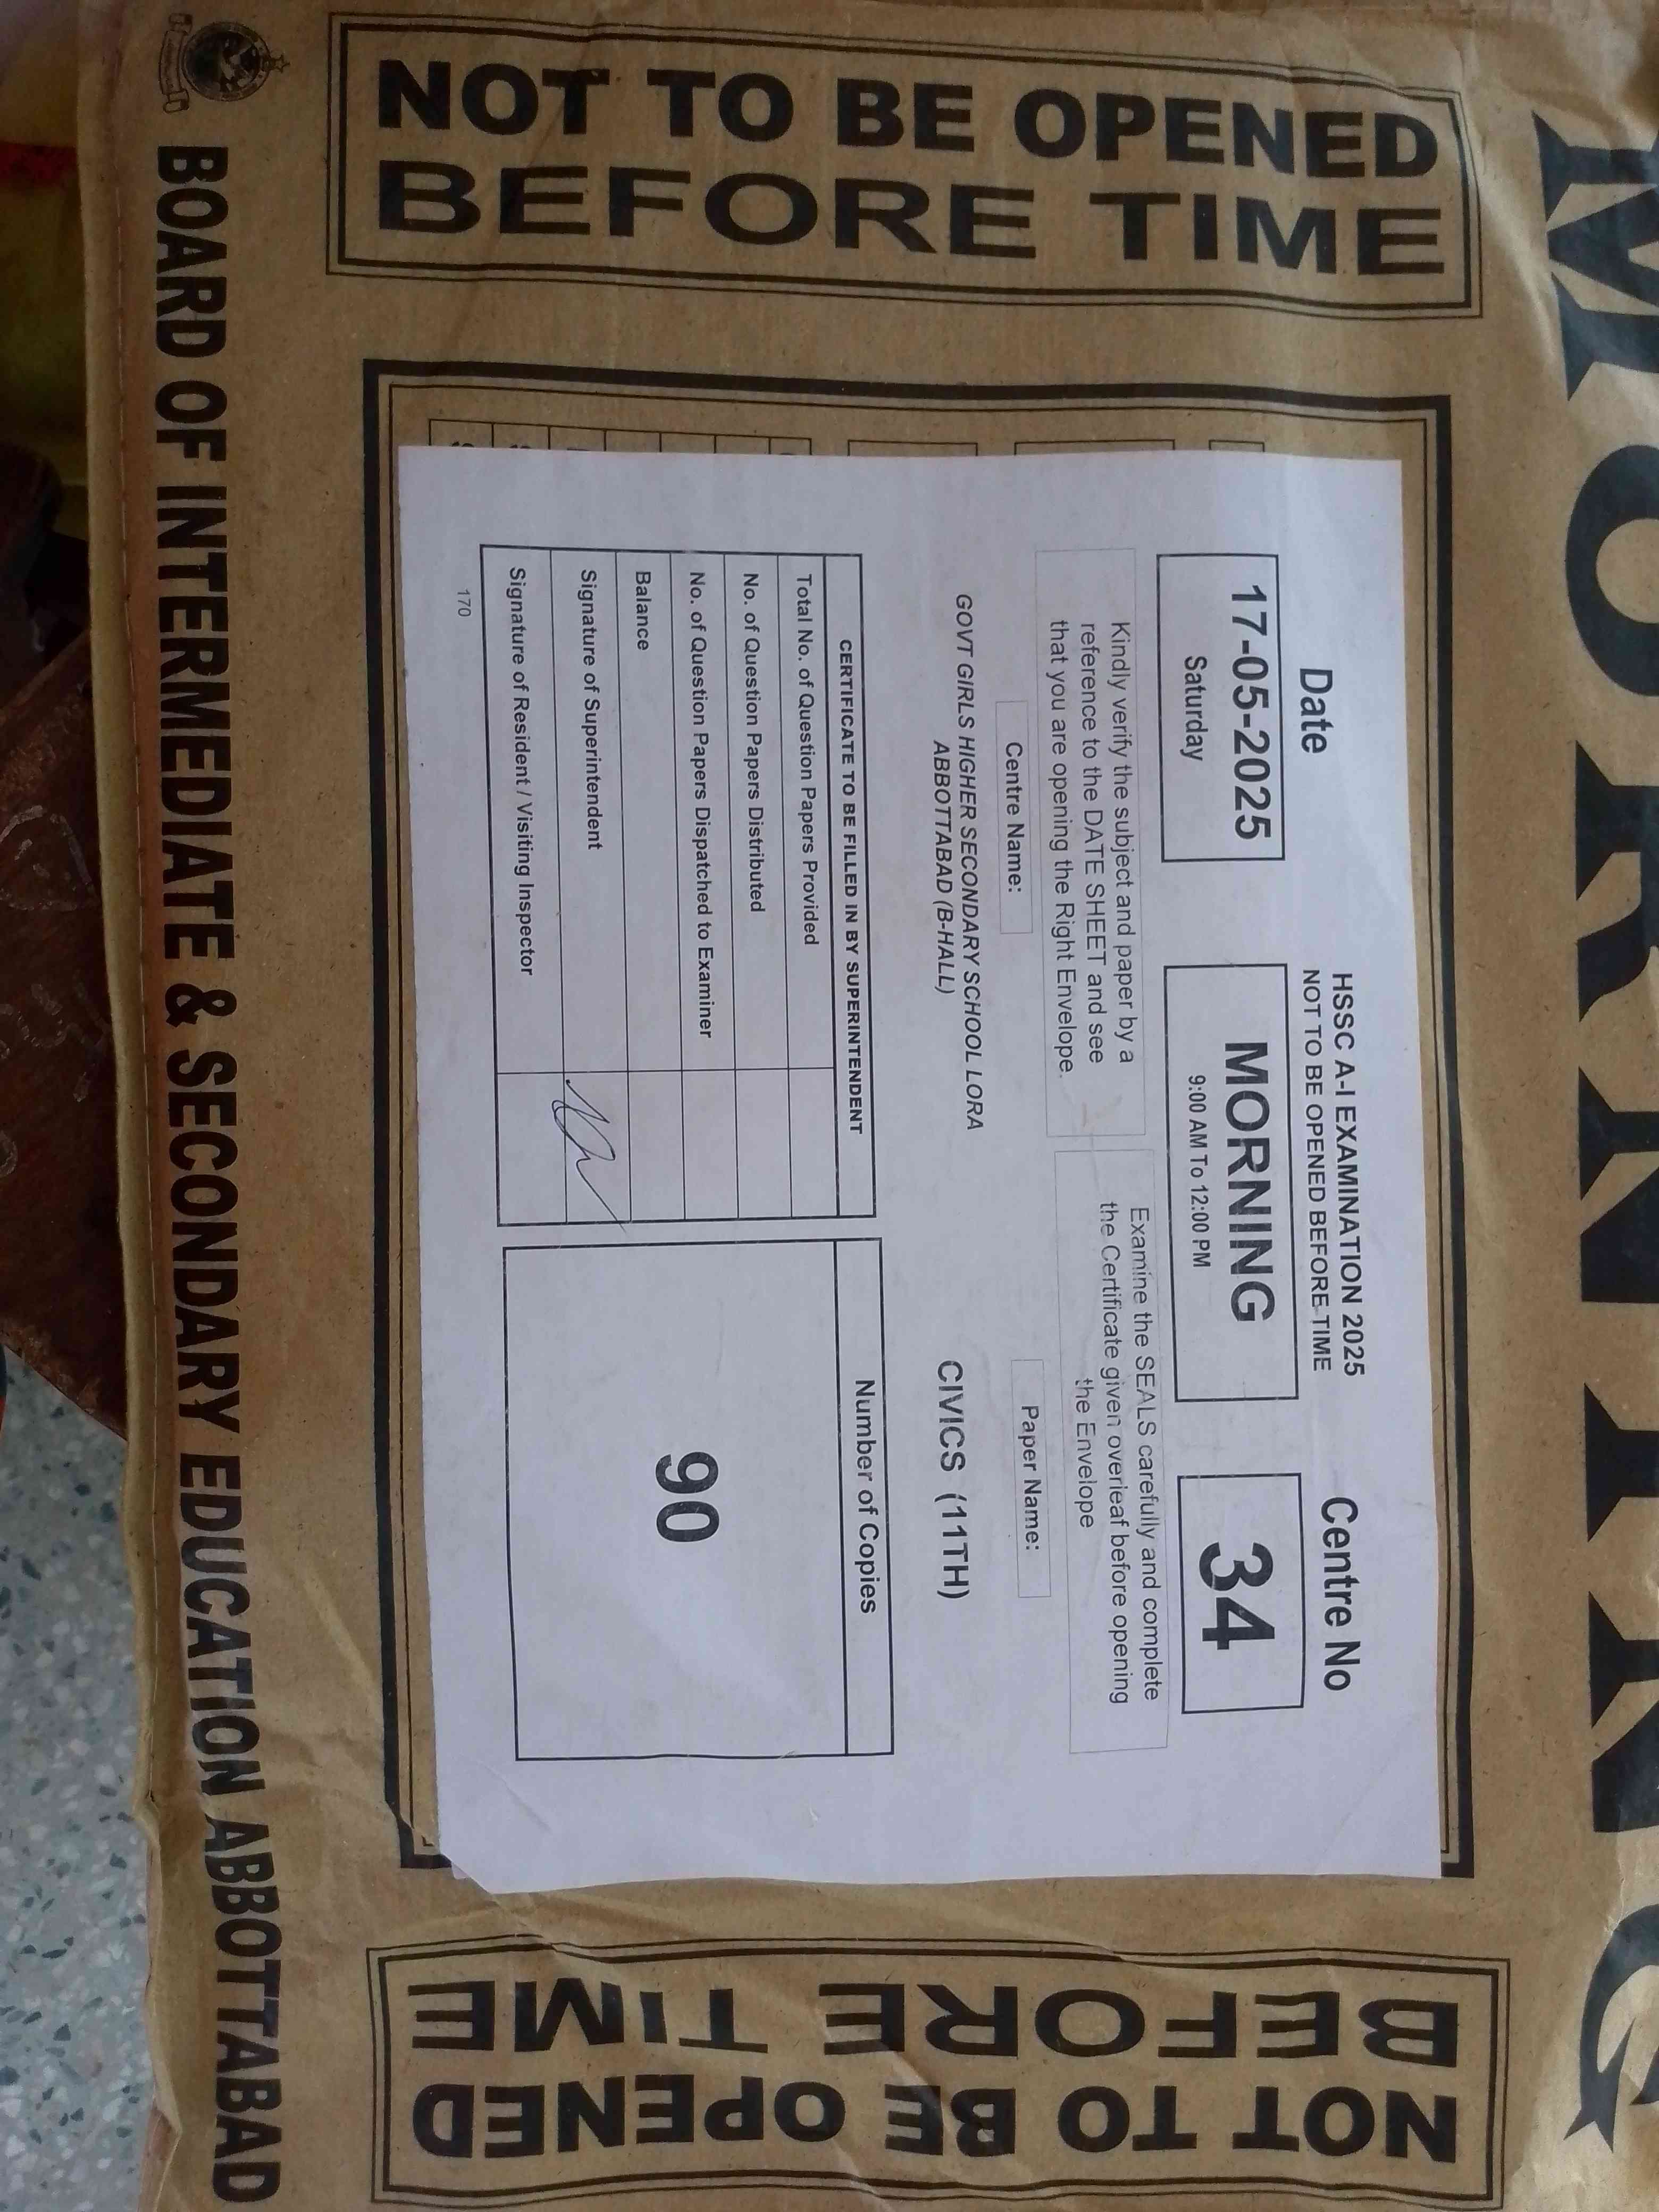 MORNING
NOT TO BE OPENED
BEFORE TIME
HSSC A-I EXAMINATION 2025
NOT TO BE OPENED BEFORE TIME
Date
17-05-2025
Saturday
MORNING
9:00 AM To 12:00 PM
Centre No
34
Kindly verify the subject and paper by a
reference to the DATE SHEET and see
that you are opening the Right Envelope.
Examine the SEALS carefully and complete
the Certificate given overleaf before opening
the Envelope
Centre Name:
GOVT GIRLS HIGHER SECONDARY SCHOOL LORA
ABBOTTABAD (B-HALL)
Paper Name:
CIVICS (11TH)
CERTIFICATE TO BE FILLED IN BY SUPERINTENDENT
Total No. of Question Papers Provided
No. of Question Papers Distributed
No. of Question Papers Dispatched to Examiner
Balance
Signature of Superintendent
Signature of Resident / Visiting Inspector
Number of Copies
90
170
NOT TO BE OPENED
BEFORE TIME
BOARD OF INTERMEDIATE & SECONDARY EDUCATION ABBOTTABAD